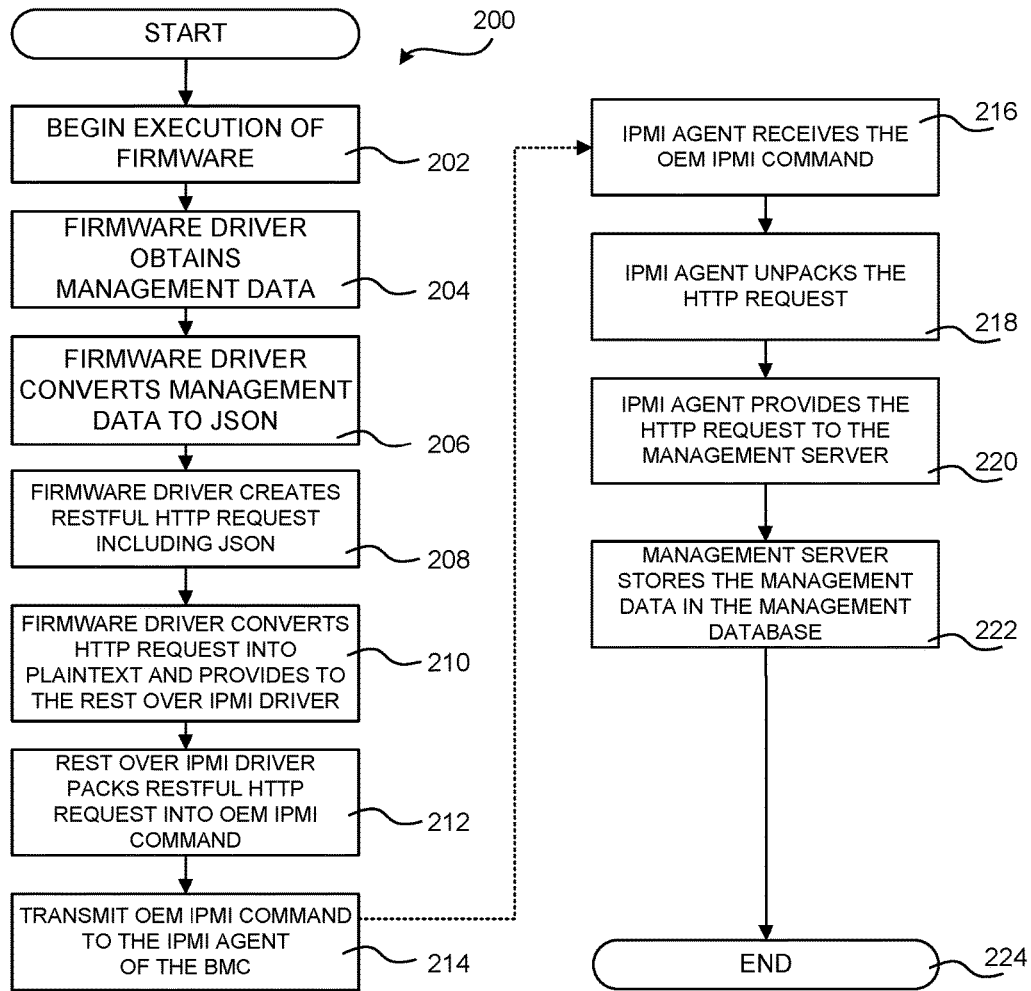 START
200
BEGIN EXECUTION OF
FIRMWARE
202
FIRMWARE DRIVER
OBTAINS
MANAGEMENT DATA
204
FIRMWARE DRIVER
CONVERTS MANAGEMENT
DATA TO JSON
206
FIRMWARE DRIVER CREATES
RESTFUL HTTP REQUEST
INCLUDING JSON
208
FIRMWARE DRIVER CONVERTS
HTTP REQUEST INTO
PLAINTEXT AND PROVIDES TO
THE REST OVER IPMI DRIVER
210
REST OVER IPMI DRIVER
PACKS RESTFUL HTTP
REQUEST INTO OEM IPMI
COMMAND
212
TRANSMIT OEM IPMI COMMAND
TO THE IPMI AGENT
OF THE BMC
214
IPMI AGENT RECEIVES THE
OEM IPMI COMMAND
216
IPMI AGENT UNPACKS THE
HTTP REQUEST
218
IPMI AGENT PROVIDES THE
HTTP REQUEST TO THE
MANAGEMENT SERVER
220
MANAGEMENT SERVER
STORES THE MANAGEMENT
DATA IN THE MANAGEMENT
DATABASE
222
END
224